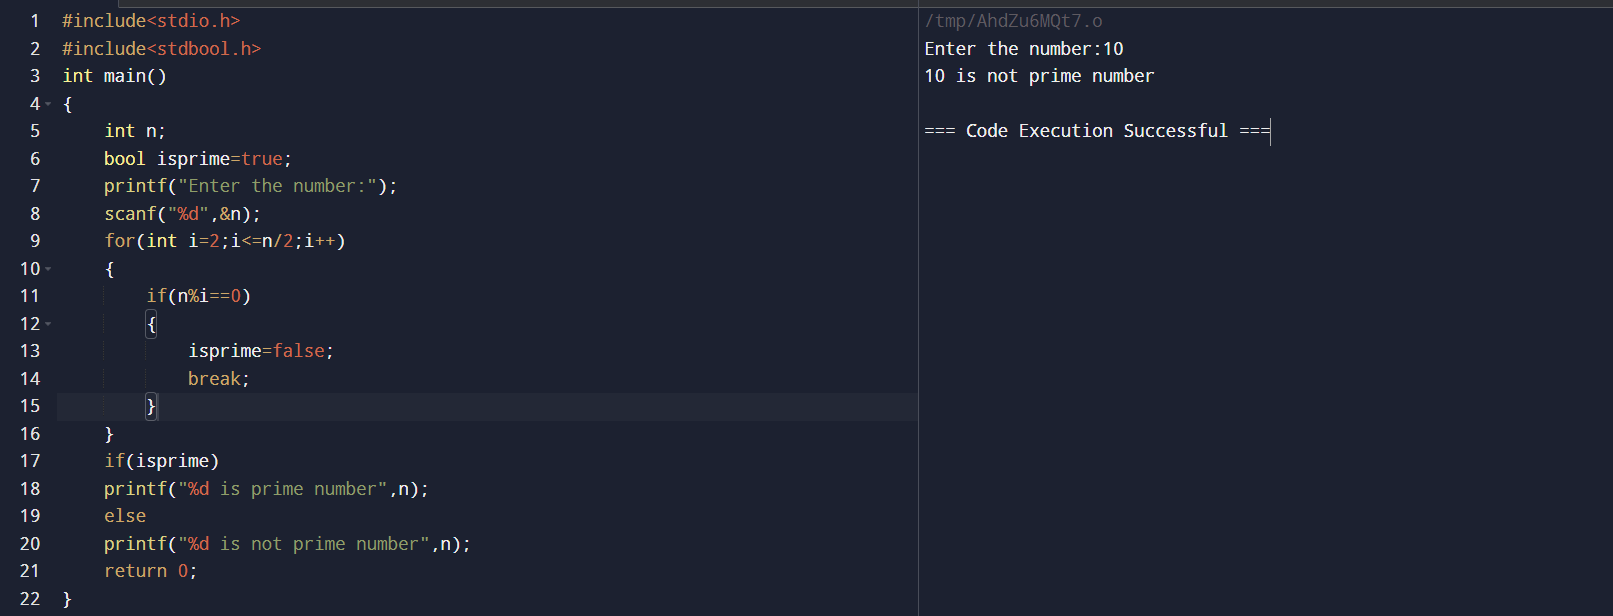 1 #include<stdio.h>
2 #include<stdbool.h>
3 int main()
4 {
5     int n;
6     bool isprime=true;
7     printf("Enter the number:");
8     scanf("%d",&n);
9     for(int i=2;i<=n/2;i++)
10     {
11         if(n%i==0)
12         {
13             isprime=false;
14             break;
15         }
16     }
17     if(isprime)
18     printf("%d is prime number",n);
19     else
20     printf("%d is not prime number",n);
21     return 0;
22 }
/tmp/AhdZu6MQt7.o
Enter the number:10
10 is not prime number
=== Code Execution Successful ===